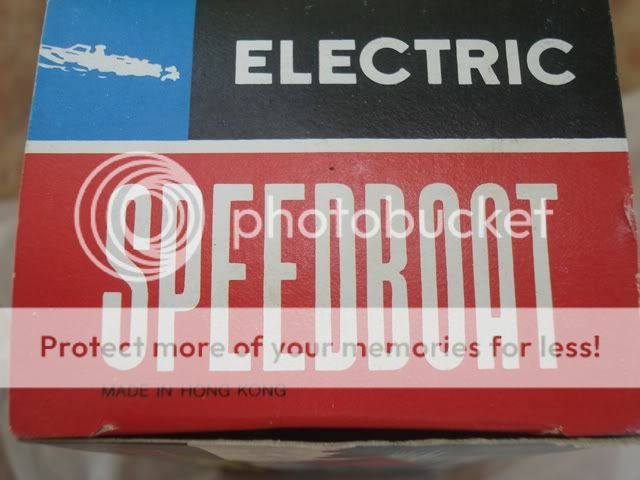 ELECTRIC
SPEEDBOAT
photobucket
Protect more of your memories for less!
MADE IN HONG KONG